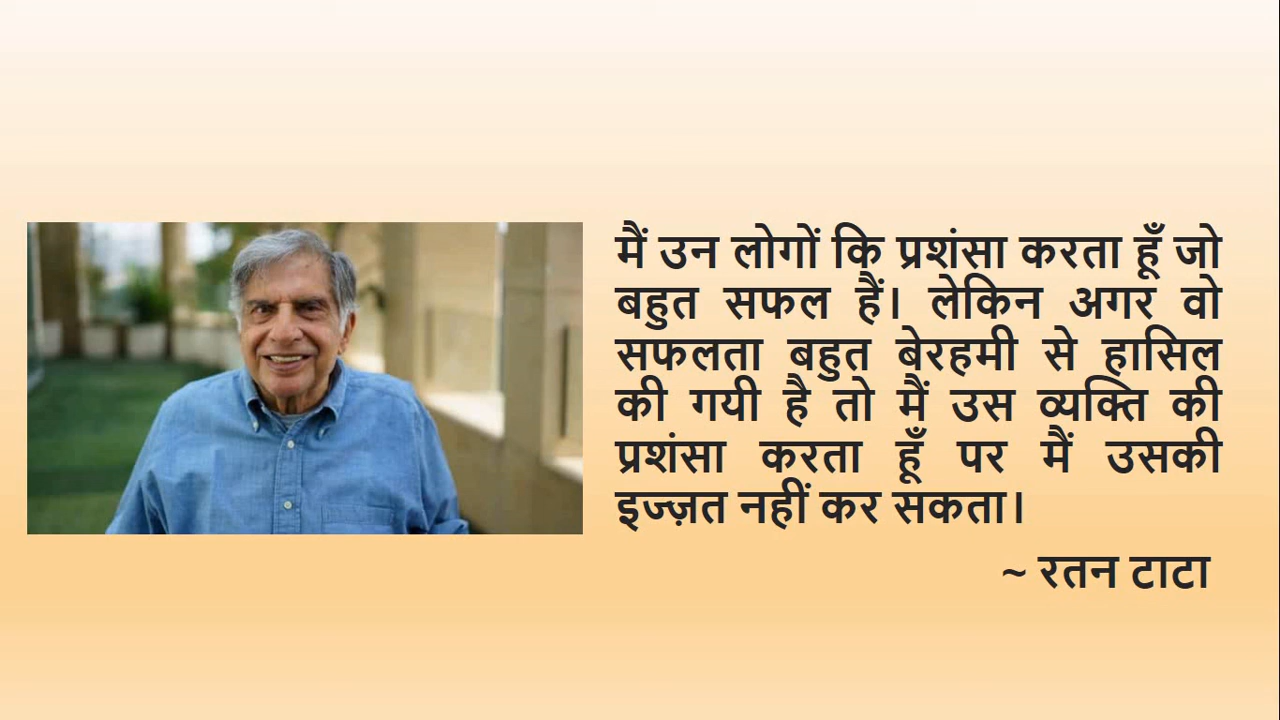 मैं उन लोगों कि प्रशंसा करता हूँ जो
बहुत सफल हैं। लेकिन अगर वो
सफलता बहुत बेरहमी से हासिल
की गयी है तो मैं उस व्यक्ति की
प्रशंसा करता हूँ पर मैं उसकी
इज्ज़त नहीं कर सकता।
~ रतन टाटा